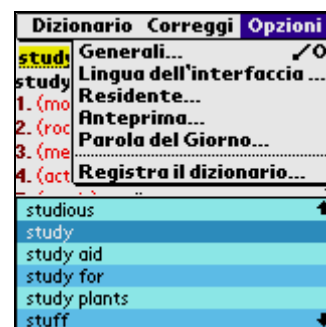 Dizionario Correggi Opzioni
study
Generali... ⁄O
Lingua dell'interfaccia ...
study
Residente...
1. (mo
Anteprima...
2. (roc
Parola del Giorno...
3. (me
4. (act
Registra il dizionario...
studious
study
study aid
study for
study plants
stuff